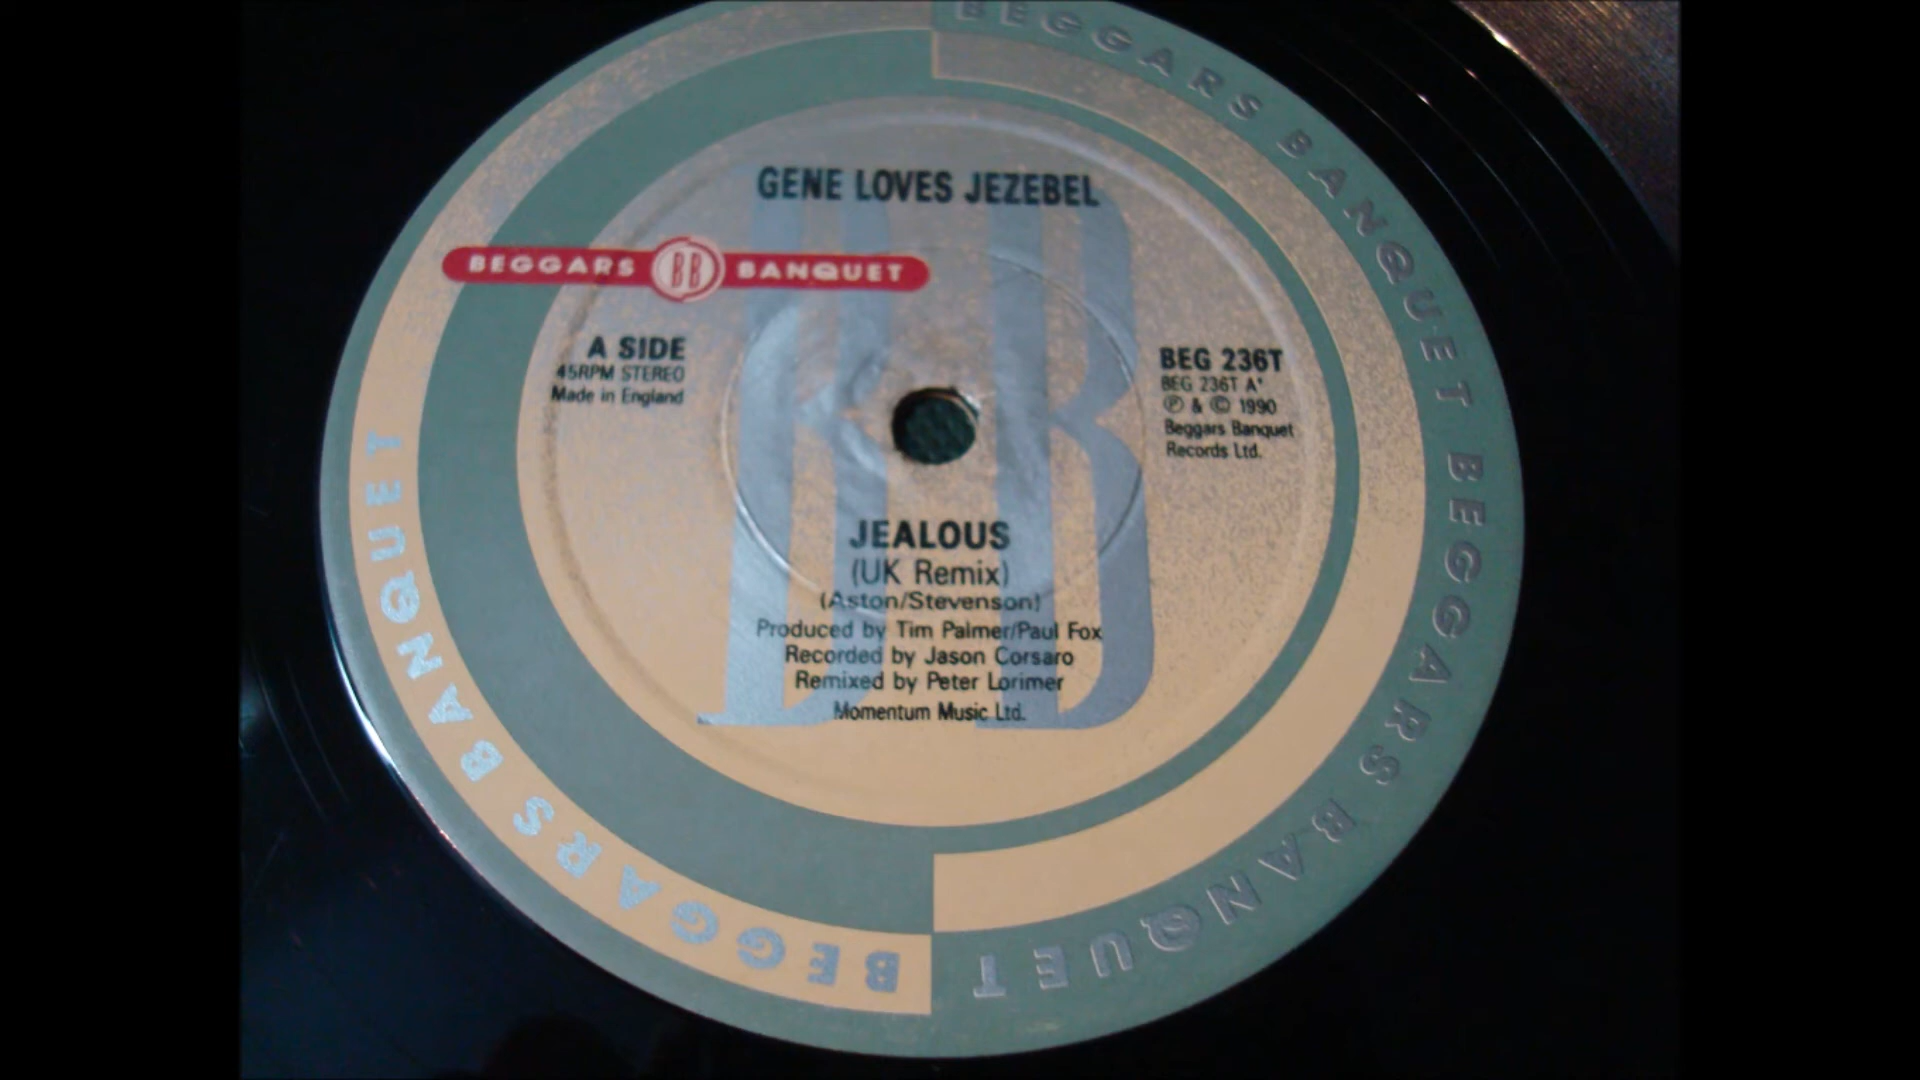 GENE LOVES JEZEBEL
BEGGARS BB BANQUET
A SIDE
45RPM STEREO
Made in England
BEG 236T
BEG 236T A'
℗ & © 1990
Beggars Banquet
Records Ltd.
JEALOUS
(UK Remix)
(Aston/Stevenson)
Produced by Tim Palmer/Paul Fox
Recorded by Jason Corsaro
Remixed by Peter Lorimer
Momentum Music Ltd.
BB
BEGGARS BANQUET BEGGARS BANQUET
BEGGARS BANQUET